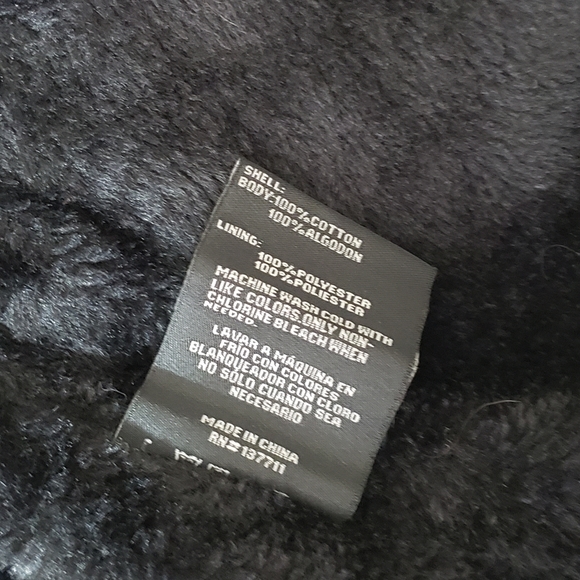 SHELL:
BODY:100%COTTON
100%ALGODON
LINING:
100%POLYESTER
100%POLIESTER
MACHINE WASH COLD WITH
LIKE COLORS.ONLY NON-
CHLORINE BLEACH WHEN
NEEDED.
LAVAR A MÁQUINA EN
FRÍO CON COLORES
BLANQUEADOR CON CLORO
NO SOLO CUANDO SEA
NECESARIO
MADE IN CHINA
RN#137711